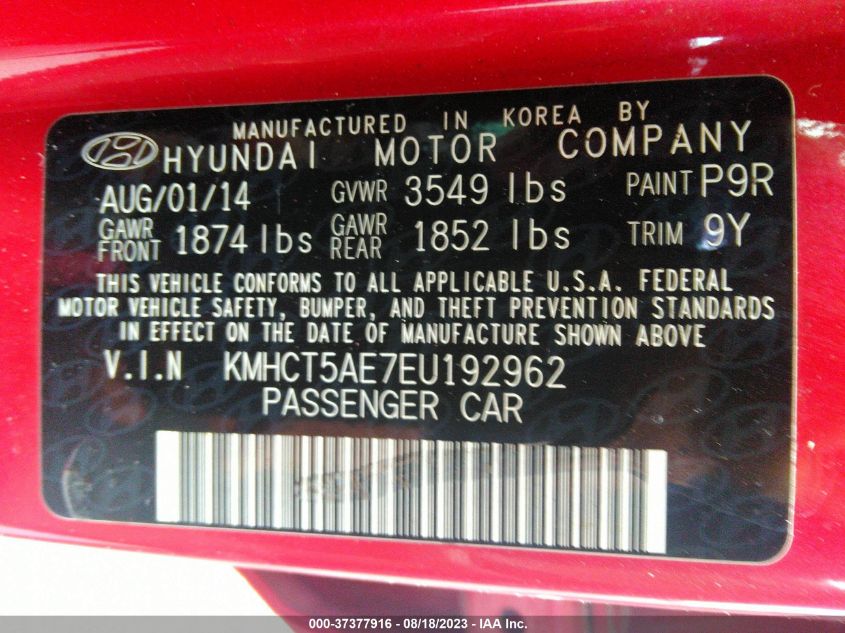 MANUFACTURED IN KOREA BY
HYUNDAI MOTOR COMPANY
AUG/01/14 GVWR 3549 lbs PAINT P9R
GAWR FRONT 1874 lbs GAWR REAR 1852 lbs TRIM 9Y
THIS VEHICLE CONFORMS TO ALL APPLICABLE U.S.A. FEDERAL
MOTOR VEHICLE SAFETY, BUMPER, AND THEFT PREVENTION STANDARDS
IN EFFECT ON THE DATE OF MANUFACTURE SHOWN ABOVE
V.I.N KMHCT5AE7EU192962
PASSENGER CAR
000-37377916 - 08/18/2023 - IAA Inc.